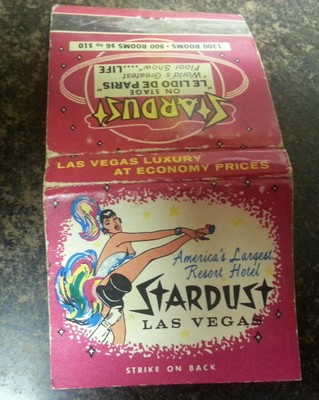 1300 ROOMS • 800 ROOMS $6 TO $10
STARDUST
ON STAGE
"LE LIDO DE PARIS"
"World's Greatest
Floor Show"....LIFE
LAS VEGAS LUXURY
AT ECONOMY PRICES
America's Largest
Resort Hotel
STARDUST
LAS VEGAS
STRIKE ON BACK